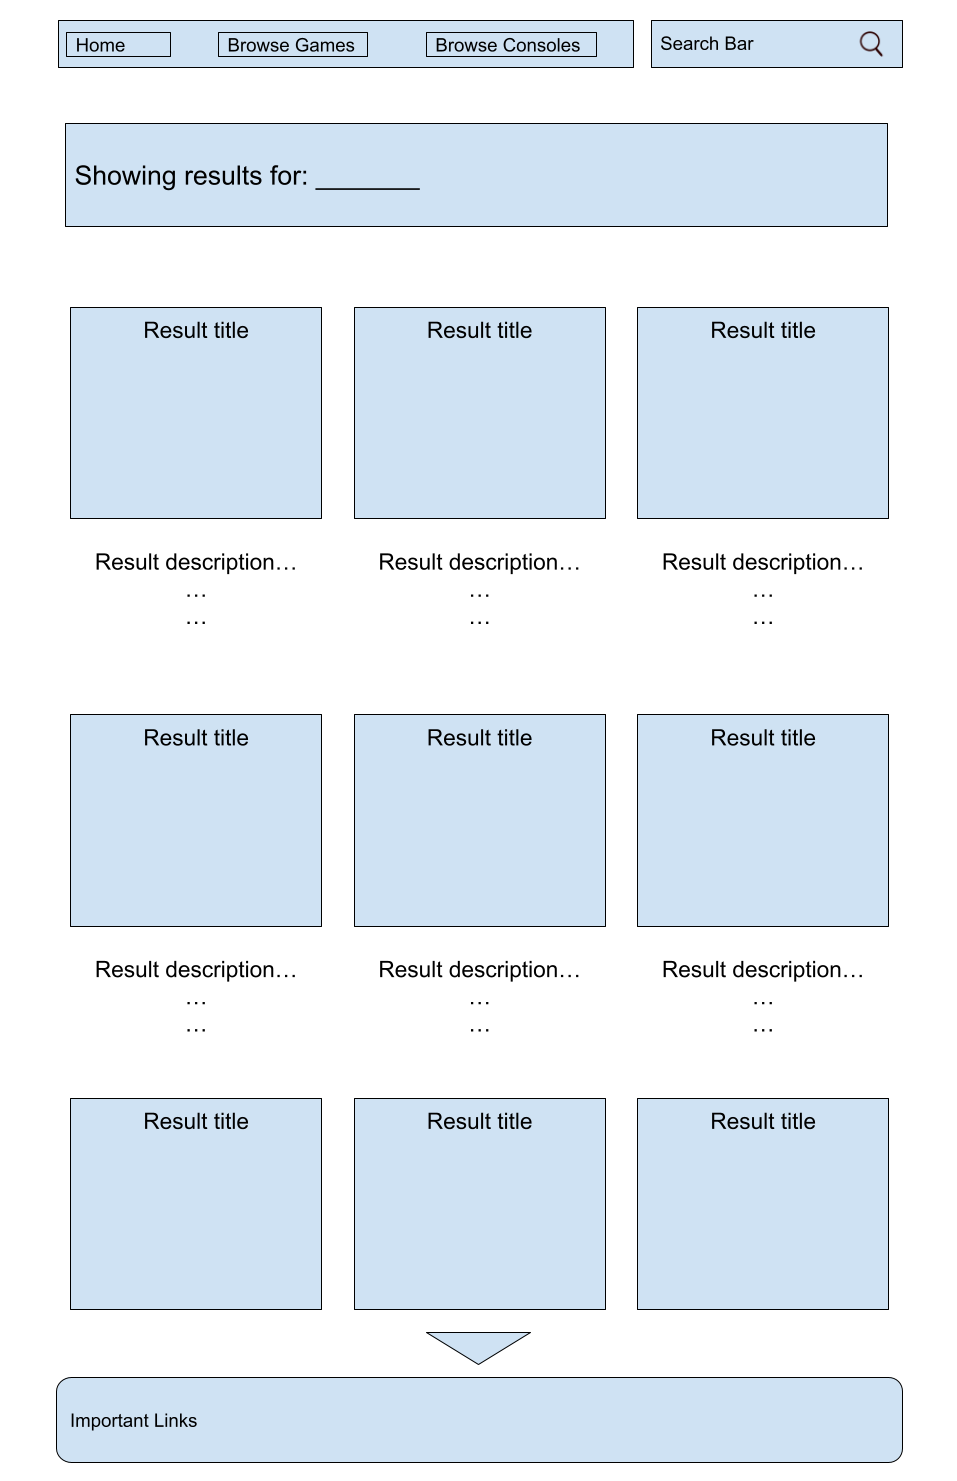 Home Browse Games Browse Consoles Search Bar
Showing results for: _______
Result title Result title Result title
Result description… Result description… Result description…
… … …
… … …
Result title Result title Result title
Result description… Result description… Result description…
… … …
… … …
Result title Result title Result title
Important Links